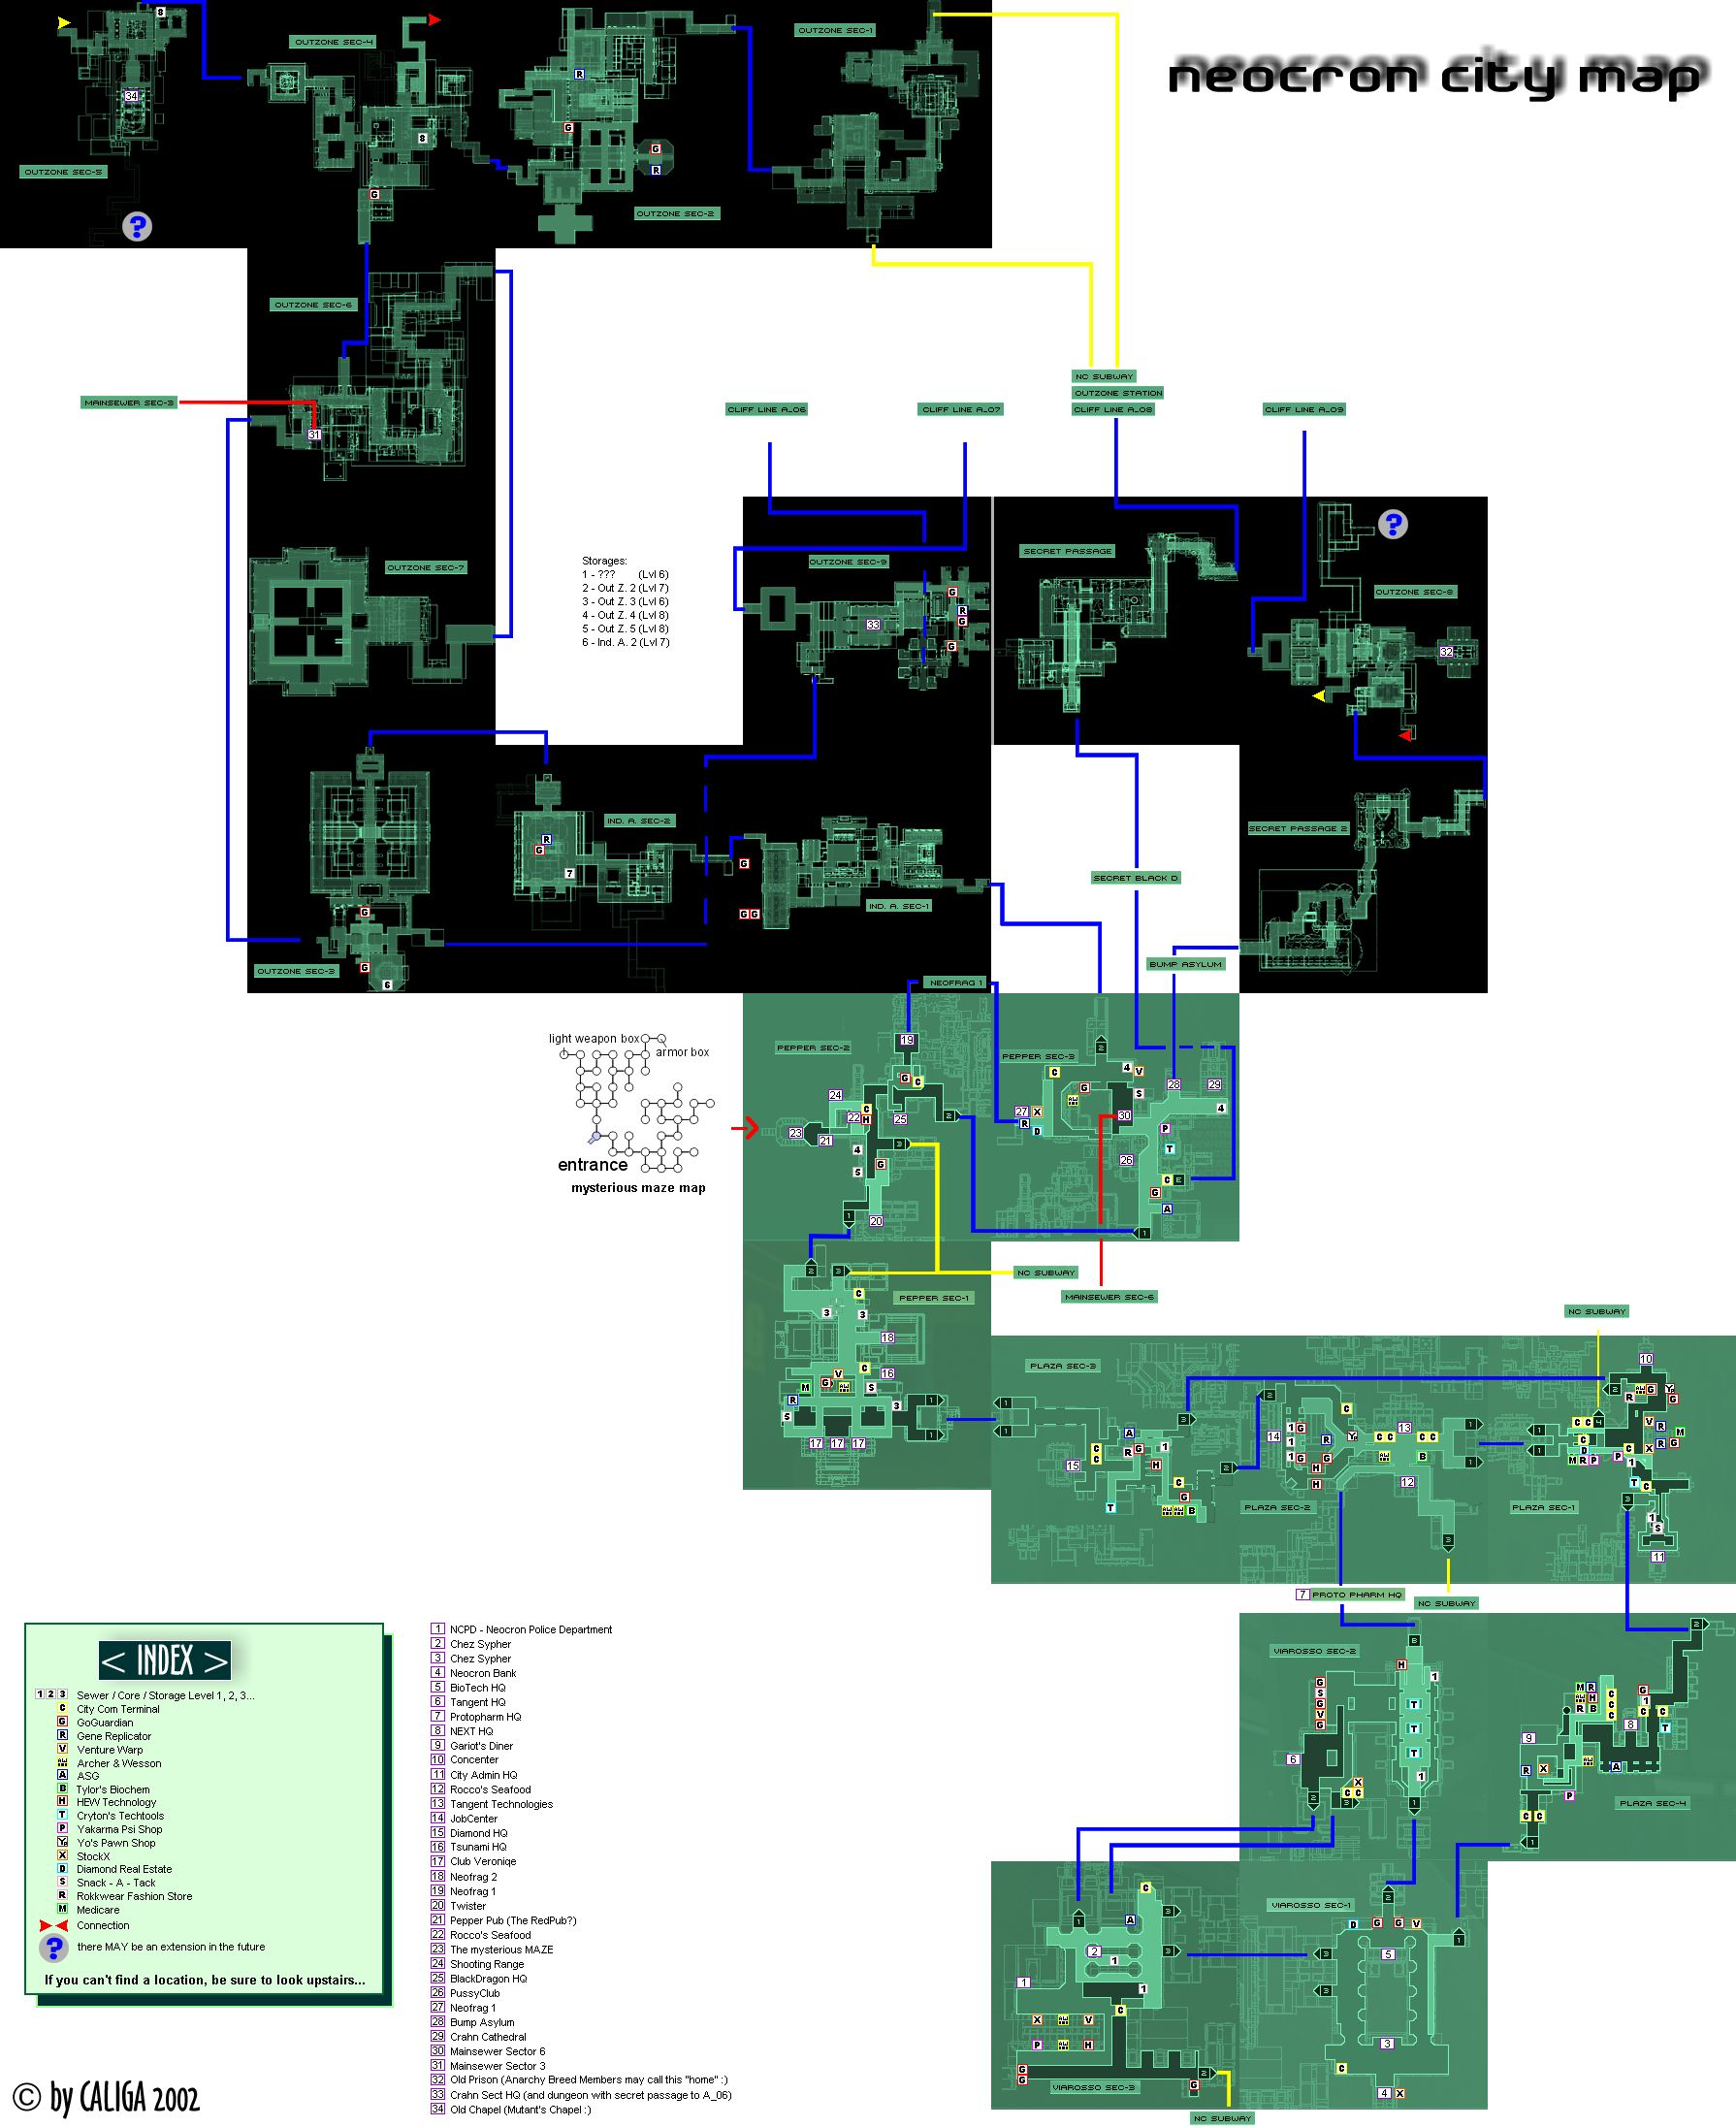 neocron city map
OUTZONE SEC-5
OUTZONE SEC-4
OUTZONE SEC-2
OUTZONE SEC-1
OUTZONE SEC-6
MAINSEWER SEC-3
NC SUBWAY
OUTZONE STATION
CLIFF LINE A_06
CLIFF LINE A_07
CLIFF LINE A_08
CLIFF LINE A_09
OUTZONE SEC-7
Storages:
1 - ??? (Lvl 6)
2 - Out Z. 2 (Lvl 7)
3 - Out Z. 3 (Lvl 6)
4 - Out Z. 4 (Lvl 8)
5 - Out Z. 5 (Lvl 8)
6 - Ind. A. 2 (Lvl 7)
OUTZONE SEC-9
SECRET PASSAGE
OUTZONE SEC-8
IND. A. SEC-2
IND. A. SEC-1
SECRET PASSAGE 2
SECRET BLACK D
OUTZONE SEC-3
BUMP ASYLUM
NEOFRAG 1
light weapon box
armor box
entrance
mysterious maze map
PEPPER SEC-2
PEPPER SEC-3
PEPPER SEC-1
NC SUBWAY
MAINSEWER SEC-6
NC SUBWAY
PLAZA SEC-3
PLAZA SEC-2
PLAZA SEC-1
7 PROTO PHARM HQ
NC SUBWAY
VIAROSSO SEC-2
PLAZA SEC-4
VIAROSSO SEC-1
VIAROSSO SEC-3
NC SUBWAY
< INDEX >
1 2 3 Sewer / Core / Storage Level 1, 2, 3...
C City Com Terminal
G GoGuardian
R Gene Replicator
V Venture Warp
AW Archer & Wesson
A ASG
B Tylor's Biochem
H HEW Technology
T Cryton's Techtools
P Yakarma Psi Shop
Yo Yo's Pawn Shop
X StockX
D Diamond Real Estate
S Snack - A - Tack
R Rokkwear Fashion Store
M Medicare
Connection
? there MAY be an extension in the future
If you can't find a location, be sure to look upstairs...
1 NCPD - Neocron Police Department
2 Chez Sypher
3 Chez Sypher
4 Neocron Bank
5 BioTech HQ
6 Tangent HQ
7 Protopharm HQ
8 NEXT HQ
9 Gariot's Diner
10 Concenter
11 City Admin HQ
12 Rocco's Seafood
13 Tangent Technologies
14 JobCenter
15 Diamond HQ
16 Tsunami HQ
17 Club Veroniqe
18 Neofrag 2
19 Neofrag 1
20 Twister
21 Pepper Pub (The RedPub?)
22 Rocco's Seafood
23 The mysterious MAZE
24 Shooting Range
25 BlackDragon HQ
26 PussyClub
27 Neofrag 1
28 Bump Asylum
29 Crahn Cathedral
30 Mainsewer Sector 6
31 Mainsewer Sector 3
32 Old Prison (Anarchy Breed Members may call this "home" :)
33 Crahn Sect HQ (and dungeon with secret passage to A_06)
34 Old Chapel (Mutant's Chapel :)
© by CALIGA 2002